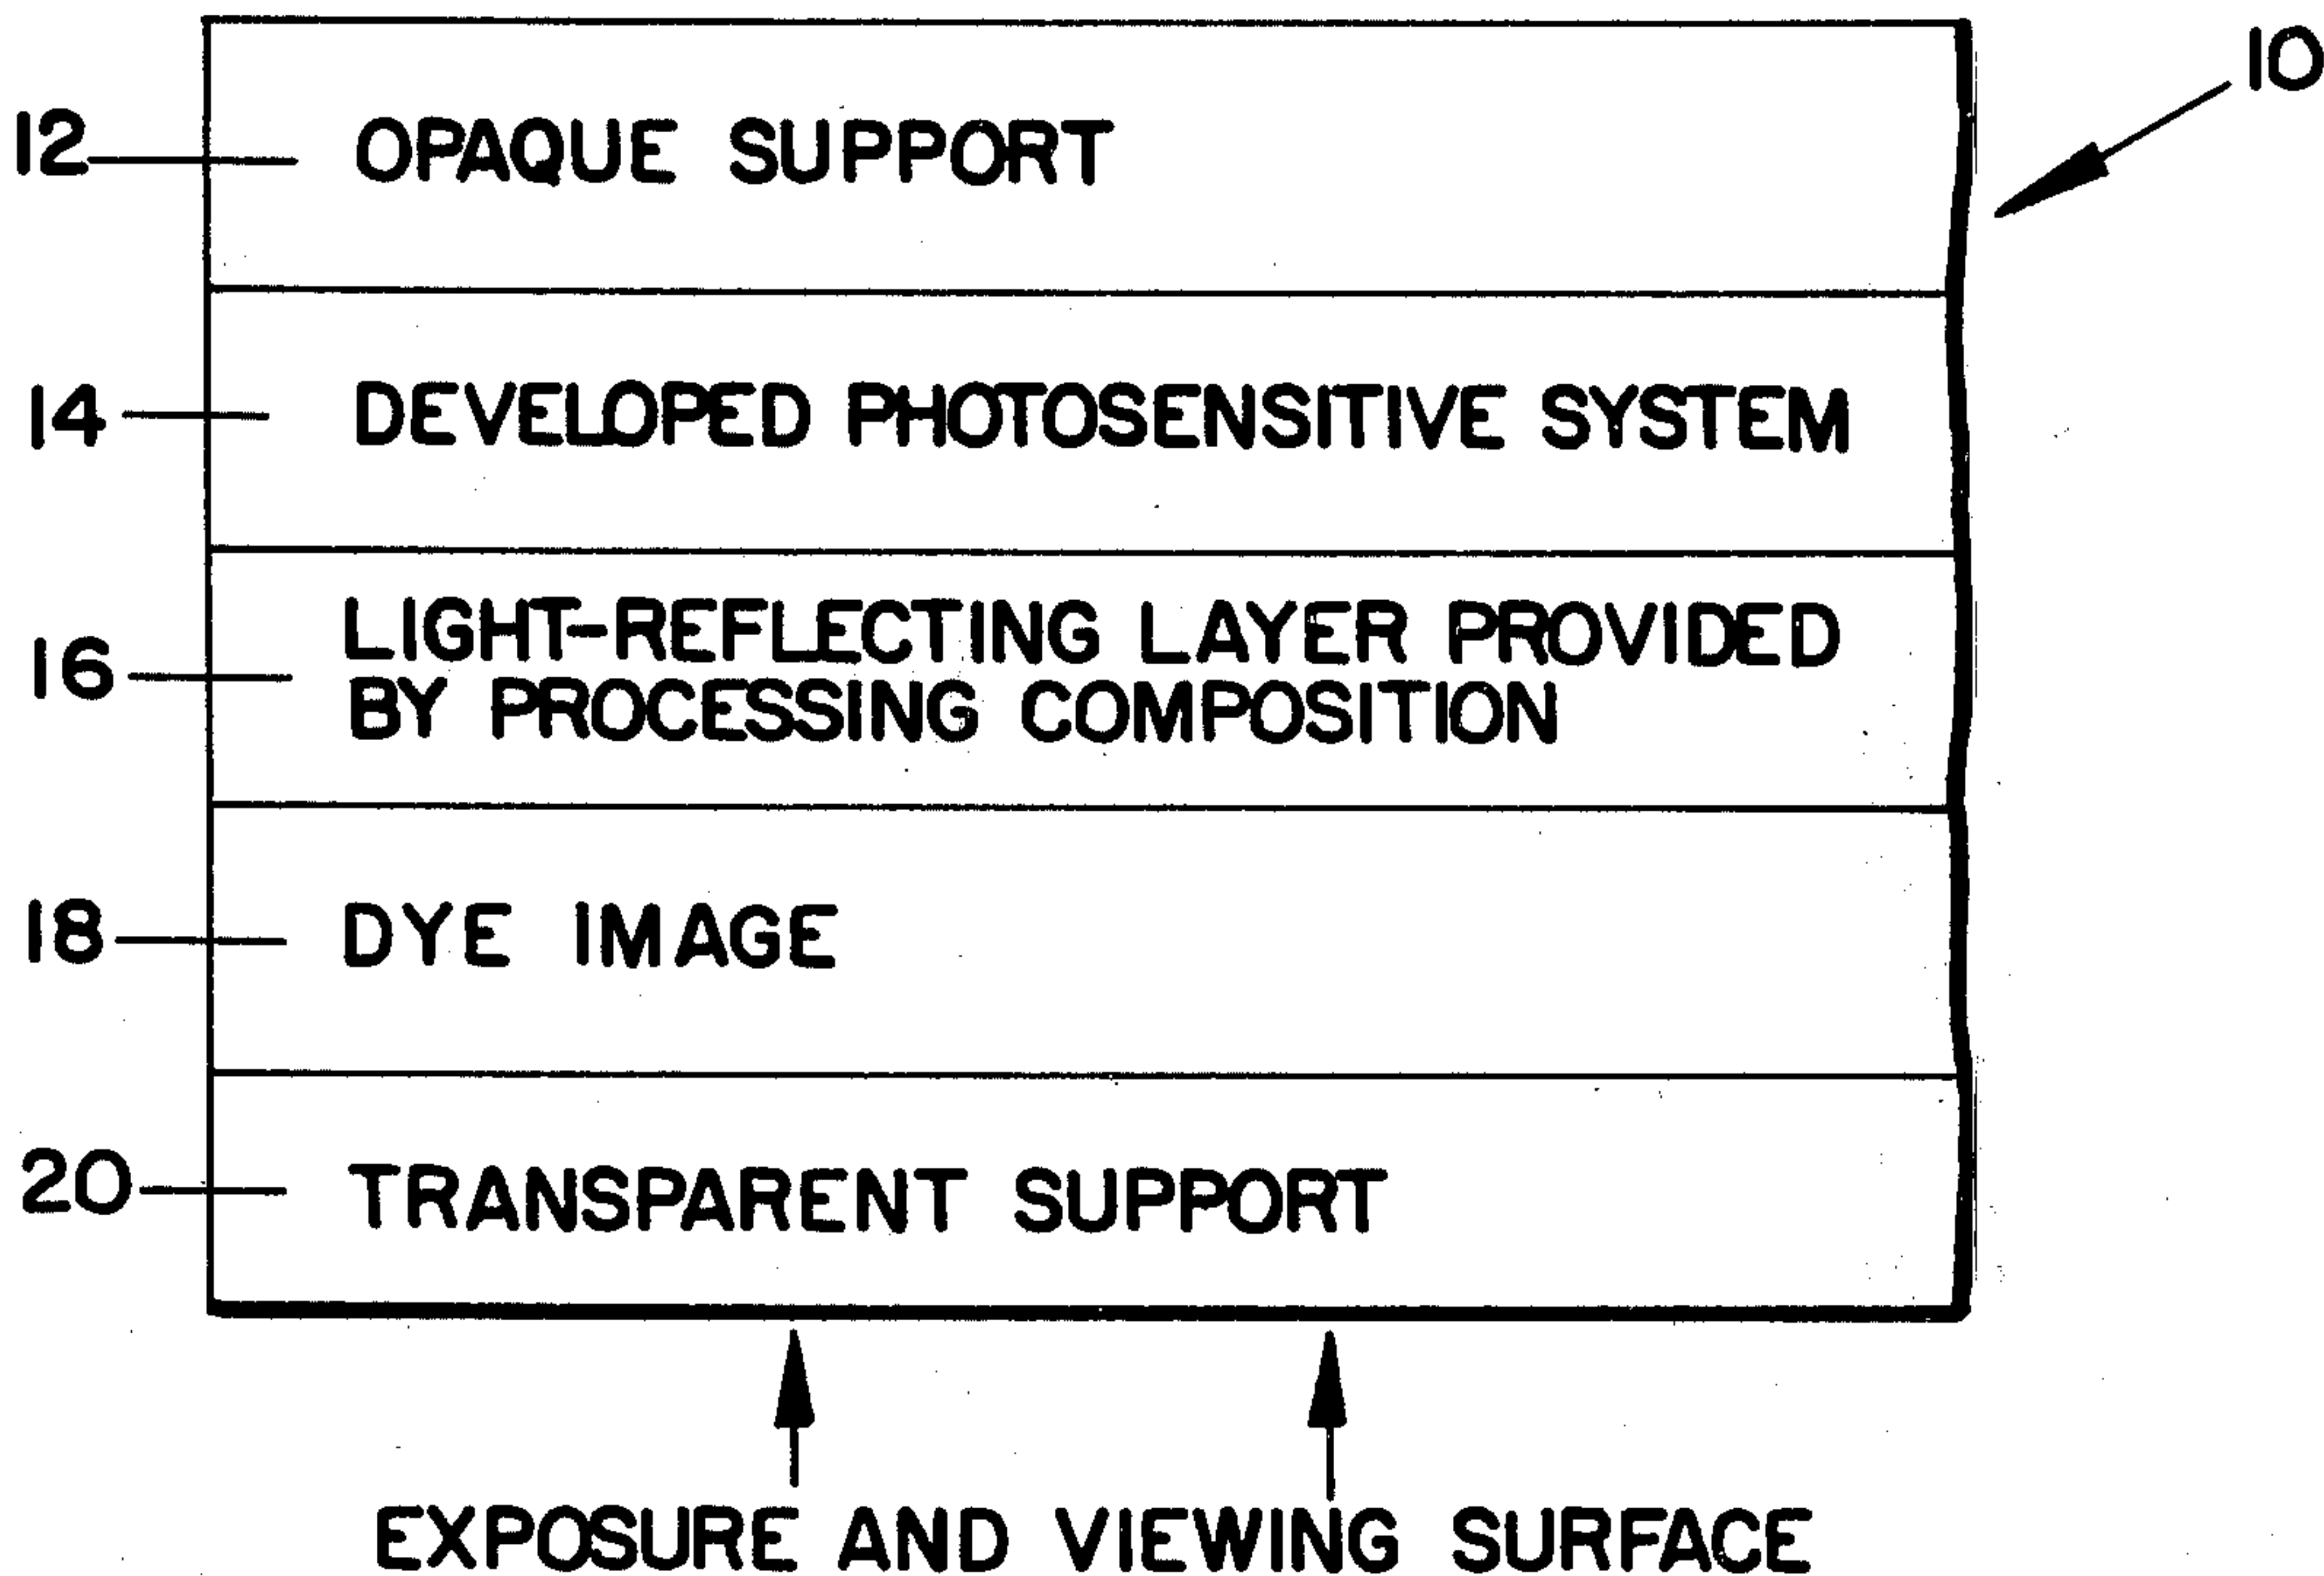 10
12 OPAQUE SUPPORT
14 DEVELOPED PHOTOSENSITIVE SYSTEM
LIGHT-REFLECTING LAYER PROVIDED
16 BY PROCESSING COMPOSITION
18 DYE IMAGE
20 TRANSPARENT SUPPORT
EXPOSURE AND VIEWING SURFACE